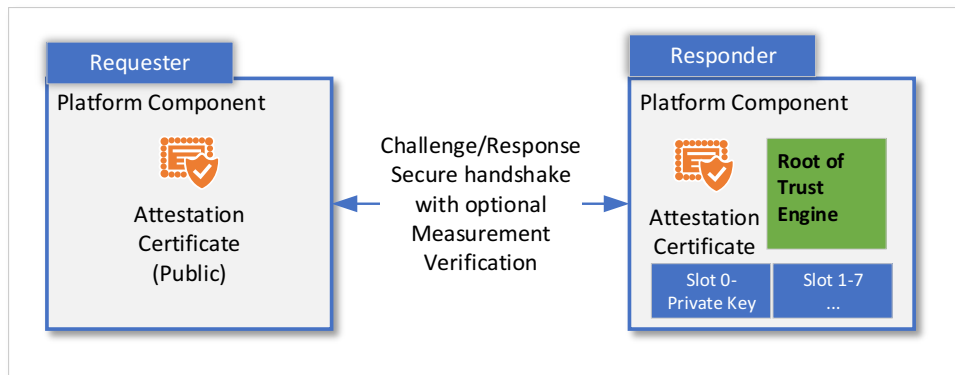 Requester
Platform Component
Attestation
Certificate
(Public)
Challenge/Response
Secure handshake
with optional
Measurement
Verification
Responder
Platform Component
Attestation
Certificate
Root of
Trust
Engine
Slot 0-
Private Key
Slot 1-7
...